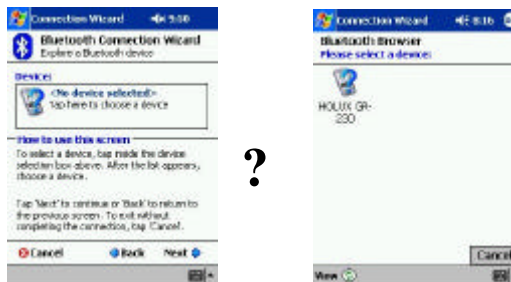 Connection Wizard 5:00
Bluetooth Connection Wizard
Explore a Bluetooth device
Device:
<No device selected>
Tap here to choose a device
How to use this screen
To select a device, tap inside the device
selection box above. After the list appears,
choose a device.
Tap 'Next' to continue or 'Back' to return to
the previous screen. To exit without
completing the connection, tap 'Cancel'.
Cancel Back Next
?
Connection Wizard 8:16
Bluetooth Browser
Please select a device:
HOLUX GR-
230
Cancel
View